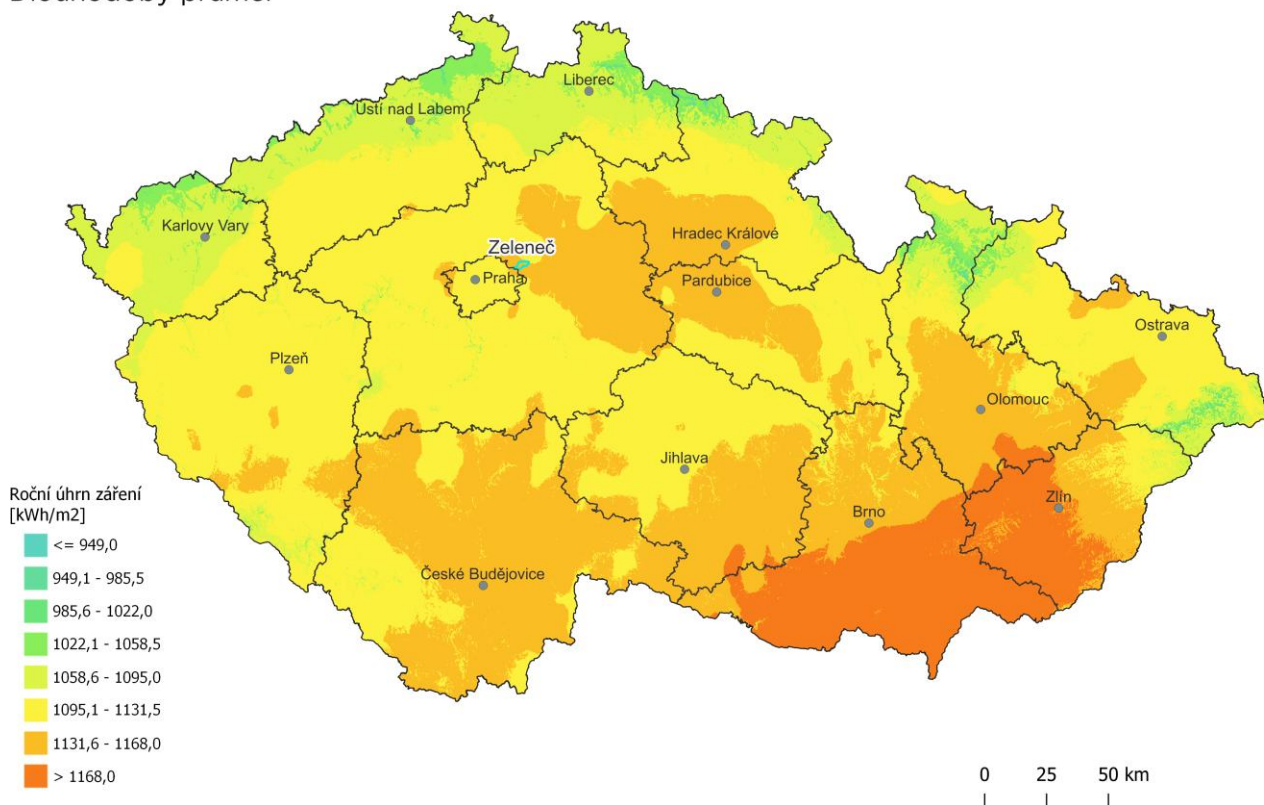 Dlouhodobý průměr
Liberec
Ústí nad Labem
Karlovy Vary
Hradec Králové
Zeleneč
Praha
Pardubice
Ostrava
Plzeň
Olomouc
Jihlava
Zlín
Brno
České Budějovice
Roční úhrn záření
[kWh/m2]
<= 949,0
949,1 - 985,5
985,6 - 1022,0
1022,1 - 1058,5
1058,6 - 1095,0
1095,1 - 1131,5
1131,6 - 1168,0
> 1168,0
0 25 50 km